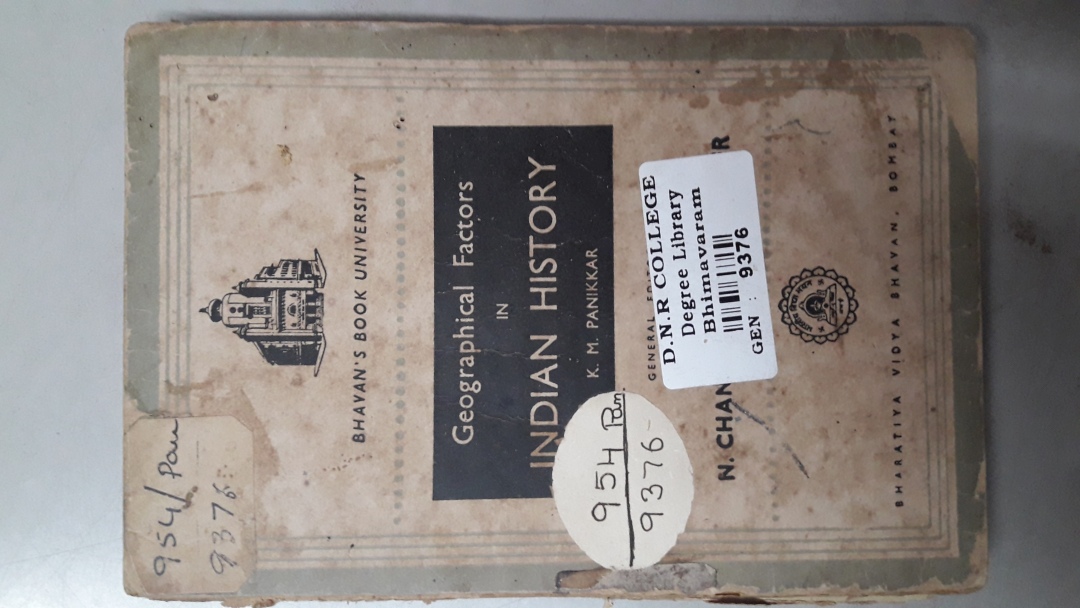 954/Pan
9376
BHAVAN'S BOOK UNIVERSITY
Geographical Factors
IN
INDIAN HISTORY
K. M. PANIKKAR
954 Pan.
9376
GENERAL
D.N.R COLLEGE
Degree Library
Bhimavaram
GEN : 9376
N. CHAN R
BHARATIYA VIDYA BHAVAN, BOMBAY